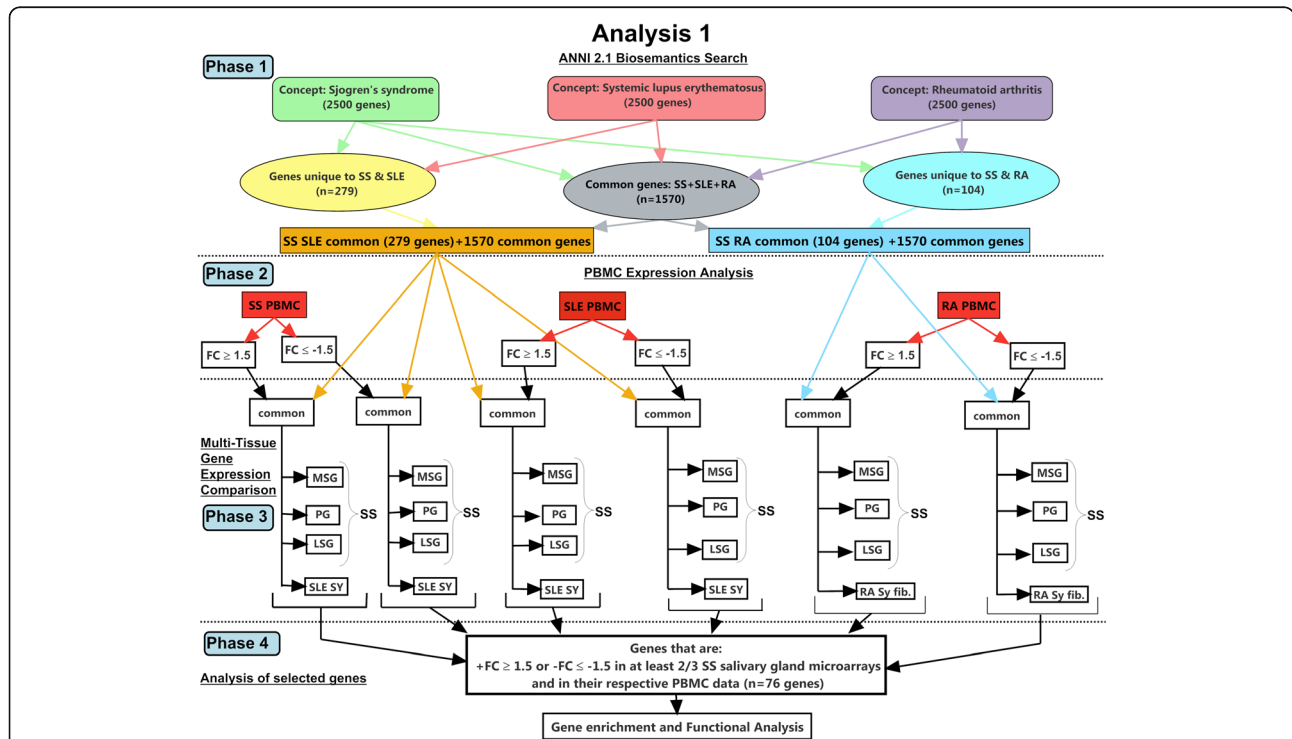 Analysis 1
ANNI 2.1 Biosemantics Search
Phase 1
Concept: Sjogren's syndrome
(2500 genes)
Concept: Systemic lupus erythematosus
(2500 genes)
Concept: Rheumatoid arthritis
(2500 genes)
Genes unique to SS & SLE
(n=279)
Common genes: SS+SLE+RA
(n=1570)
Genes unique to SS & RA
(n=104)
SS SLE common (279 genes)+1570 common genes
SS RA common (104 genes) +1570 common genes
Phase 2
PBMC Expression Analysis
SS PBMC
SLE PBMC
RA PBMC
FC ≥ 1.5
FC ≤ -1.5
FC ≥ 1.5
FC ≤ -1.5
FC ≥ 1.5
FC ≤ -1.5
common
common
common
common
common
common
Multi-Tissue
Gene
Expression
Comparison
Phase 3
MSG
PG
LSG
SS
SLE SY
MSG
PG
LSG
SS
SLE SY
MSG
PG
LSG
SS
SLE SY
MSG
PG
LSG
SS
SLE SY
MSG
PG
LSG
SS
RA Sy fib.
MSG
PG
LSG
SS
RA Sy fib.
Phase 4
Analysis of selected genes
Genes that are:
+FC ≥ 1.5 or -FC ≤ -1.5 in at least 2/3 SS salivary gland microarrays
and in their respective PBMC data (n=76 genes)
Gene enrichment and Functional Analysis